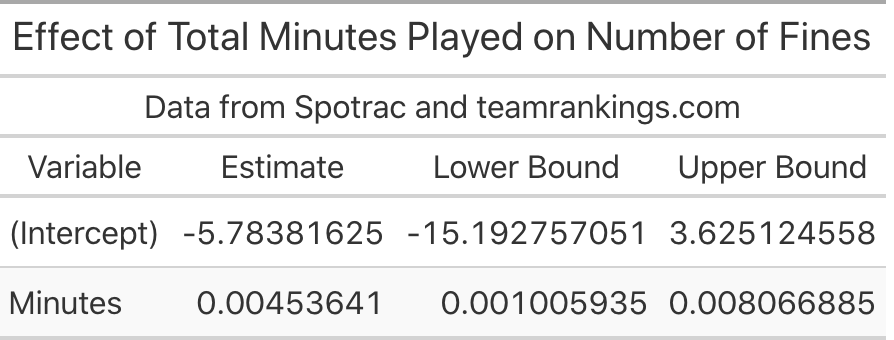 Effect of Total Minutes Played on Number of Fines
Data from Spotrac and teamrankings.com
Variable Estimate Lower Bound Upper Bound
(Intercept) -5.78381625 -15.192757051 3.625124558
Minutes 0.00453641 0.001005935 0.008066885